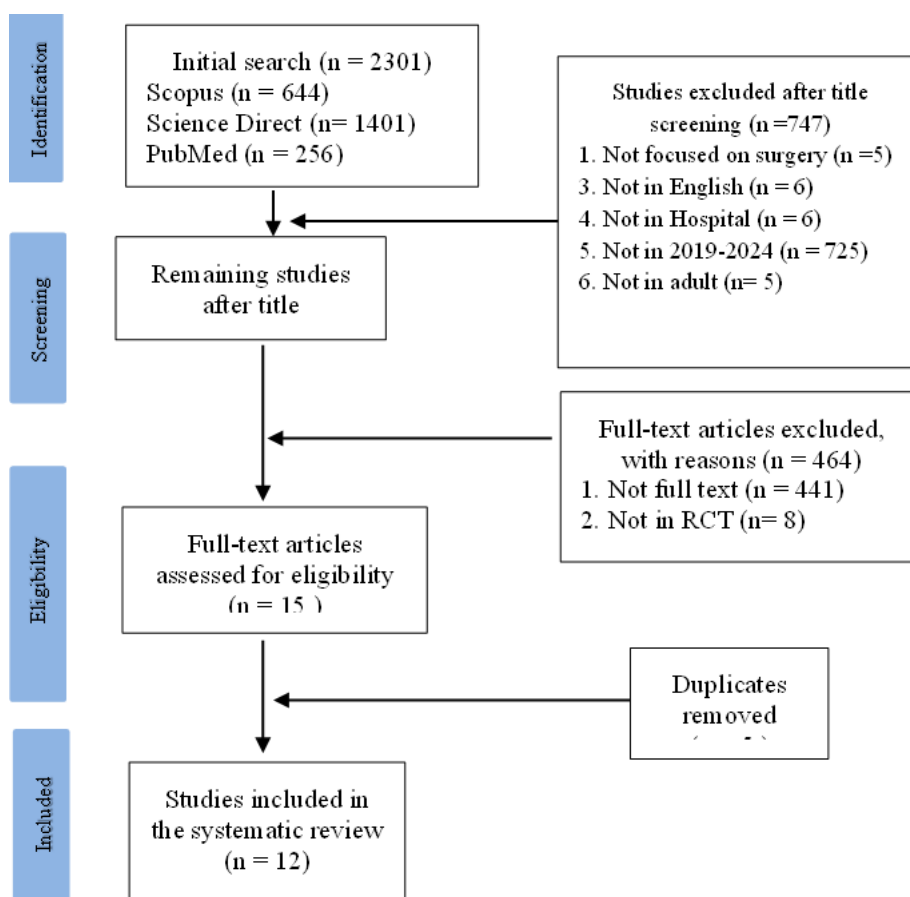 Identification
Initial search (n = 2301)
Scopus (n = 644)
Science Direct (n= 1401)
PubMed (n = 256)
Studies excluded after title
screening (n =747)
1. Not focused on surgery (n =5)
3. Not in English (n = 6)
4. Not in Hospital (n = 6)
5. Not in 2019-2024 (n = 725)
6. Not in adult (n= 5)
Screening
Remaining studies
after title
Full-text articles excluded,
with reasons (n = 464)
1. Not full text (n = 441)
2. Not in RCT (n= 8)
Eligibility
Full-text articles
assessed for eligibility
(n = 15 )
Duplicates
removed
Included
Studies included in
the systematic review
(n = 12)